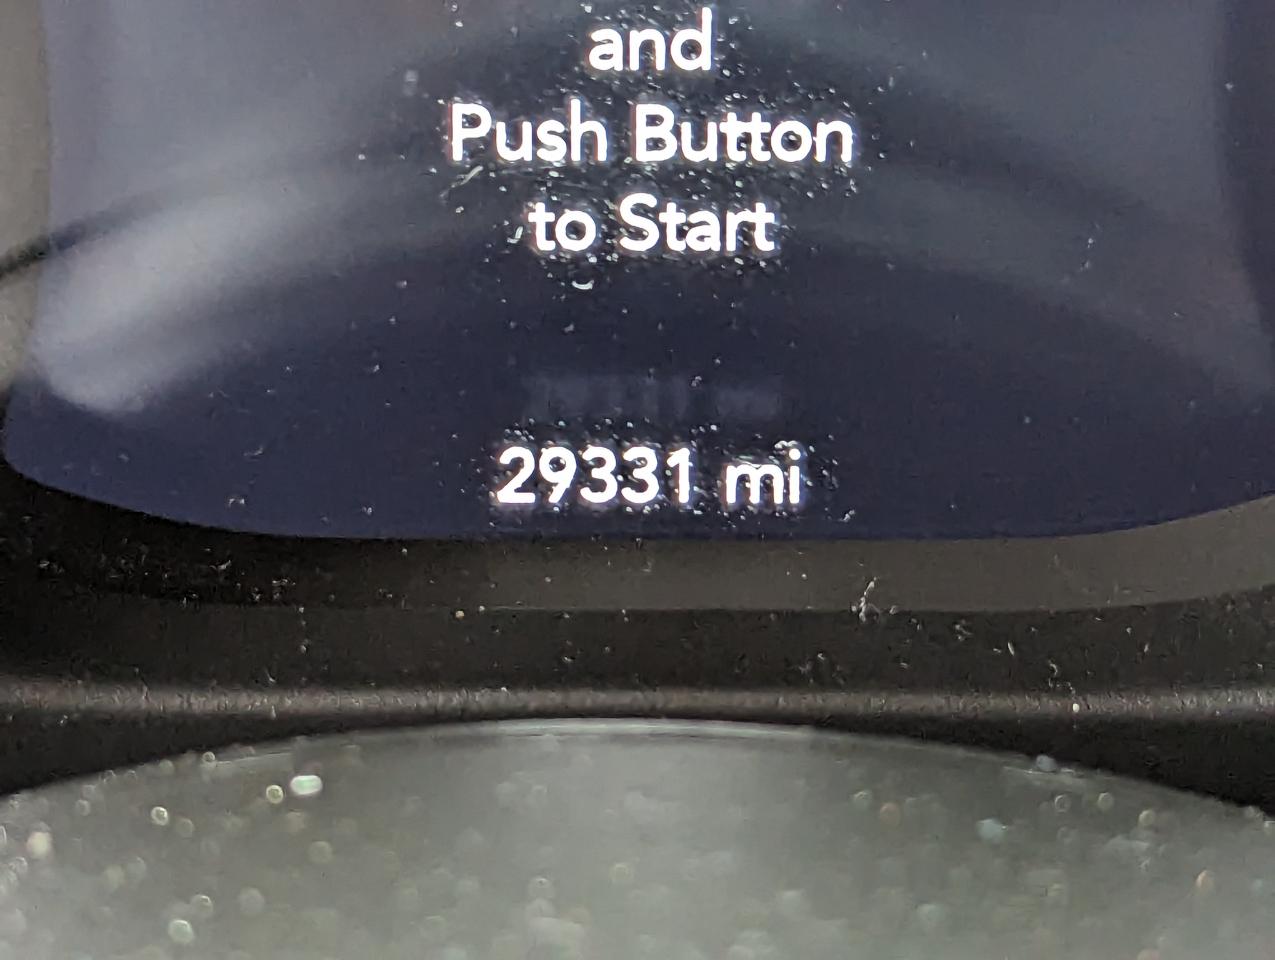 and
Push Button
to Start
29331 mi